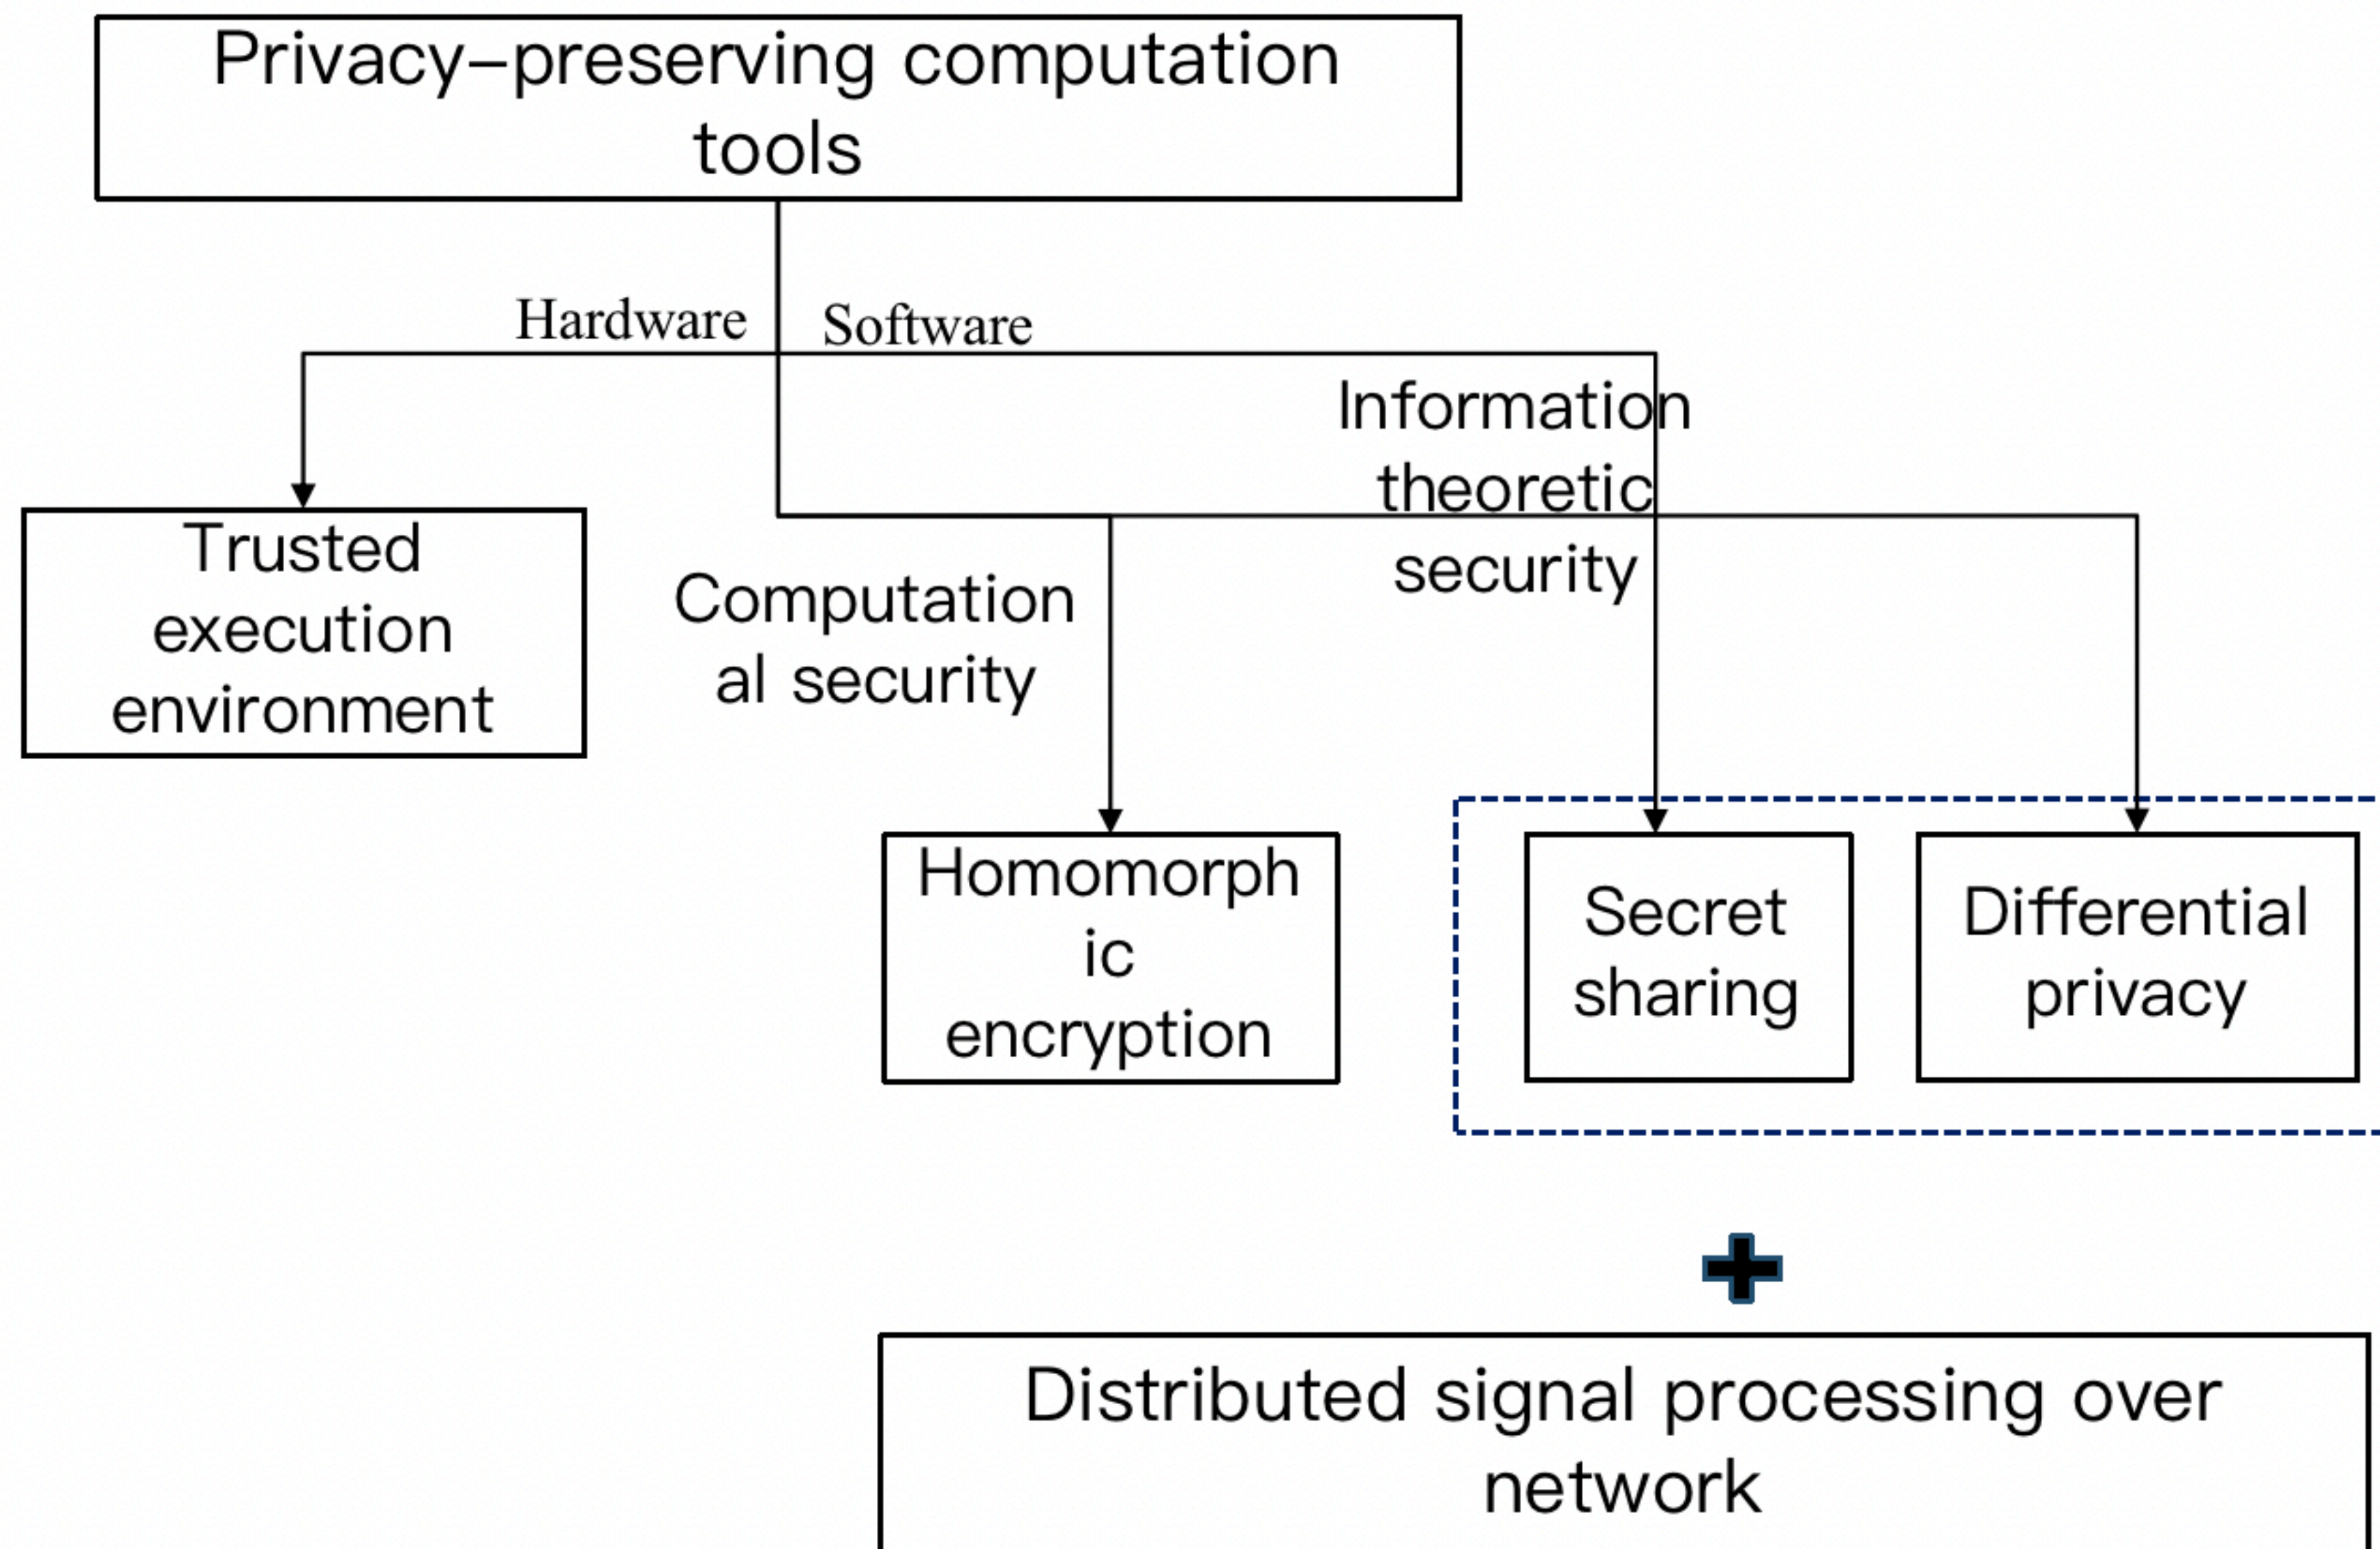 Privacy–preserving computation
tools
Hardware
Software
Information
theoretic
security
Trusted
execution
environment
Computation
al security
Homomorph
ic
encryption
Secret
sharing
Differential
privacy
Distributed signal processing over
network